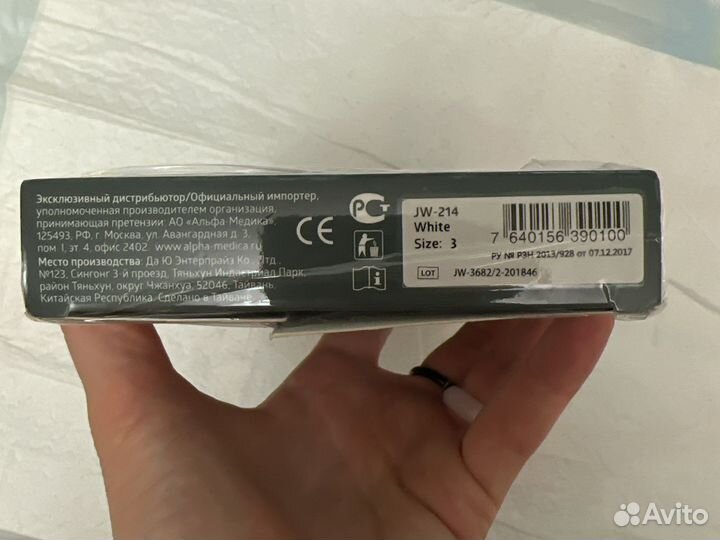 Эксклюзивный дистрибьютор/Официальный импортер,
уполномоченная производителем организация,
принимающая претензии: АО «Альфа-Медика»,
125493, РФ, г. Москва, ул. Авангардная д. 3,
пом 1, эт. 4, офис 2402. www.alpha-medica.ru
Место производства: Да Ю Энтерпрайз Ко., Лтд.,
№123, Сингонг 3-й проезд, Тяньхун Индастриал Парк,
район Тяньхун, округ Чжанхуа, 52046, Тайвань,
Китайская Республика. Сделано в Тайване
CE
РСТ
JW-214
White
Size: 3
7 640156 390100
РУ № РЗН 2013/928 от 07.12.2017
LOT JW-3682/2-201846
Avito